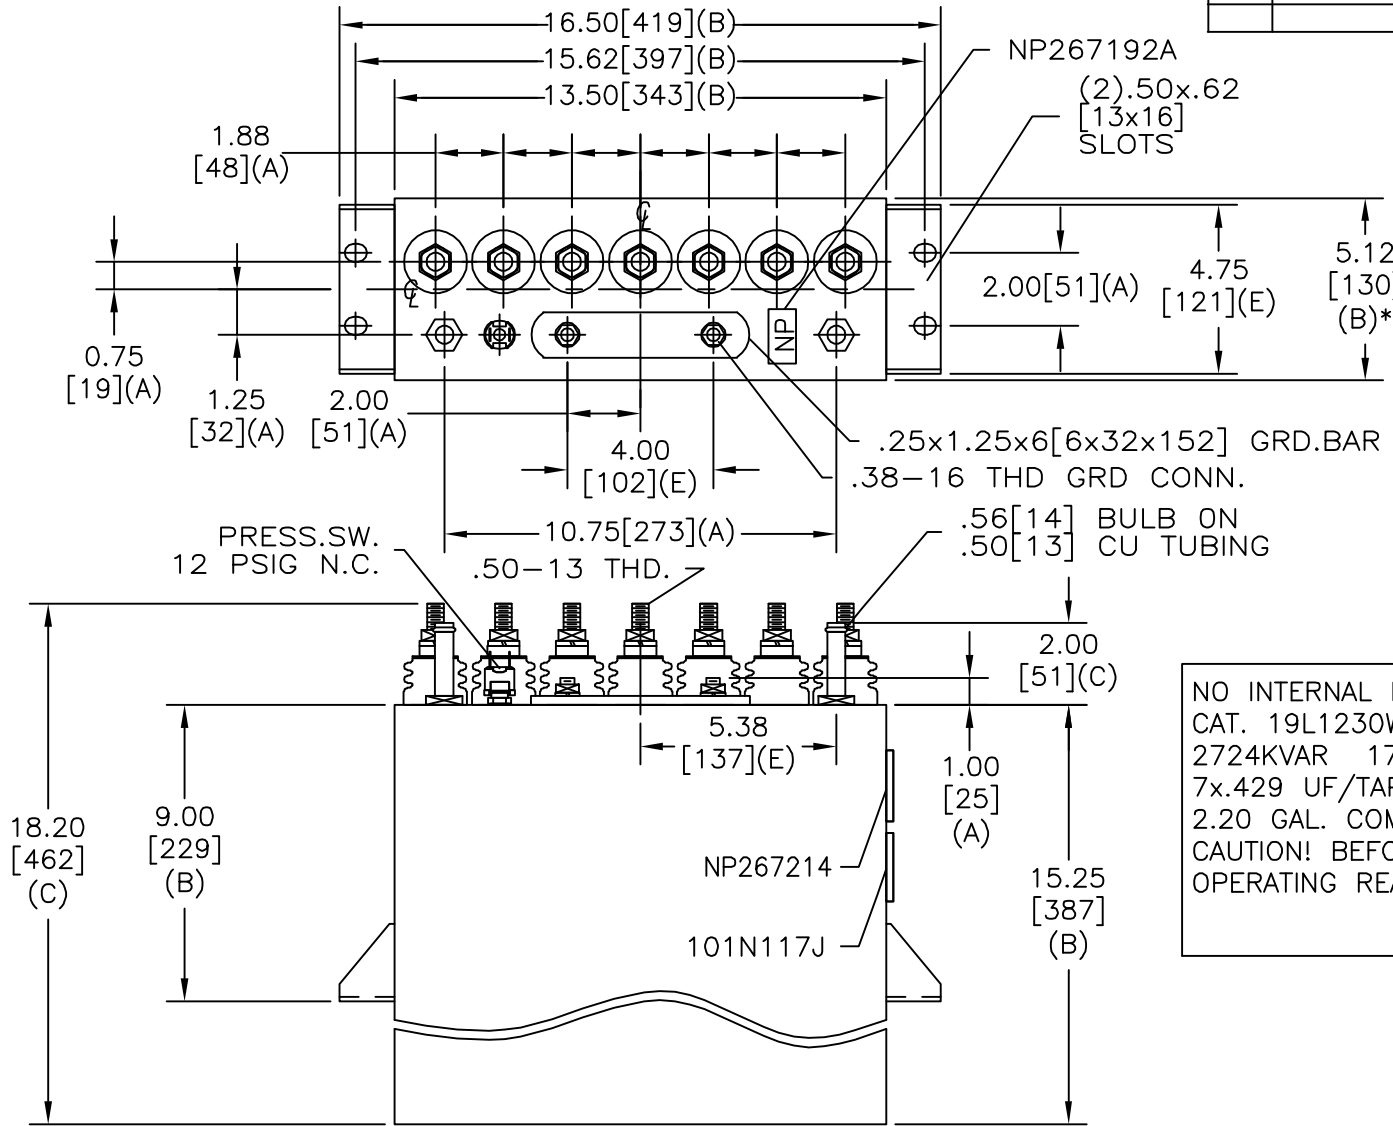 16.50[419](B)
15.62[397](B)
13.50[343](B)
NP267192A
(2).50x.62
[13x16]
SLOTS
1.88
[48](A)
CL
CL
2.00[51](A)
4.75
[121](E)
5.12
[130]
(B)*
NP
0.75
[19](A)
1.25
[32](A)
2.00
[51](A)
4.00
[102](E)
.25x1.25x6[6x32x152] GRD.BAR
.38-16 THD GRD CONN.
10.75[273](A)
PRESS.SW.
12 PSIG N.C.
.50-13 THD.
.56[14] BULB ON
.50[13] CU TUBING
2.00
[51](C)
5.38
[137](E)
1.00
[25]
(A)
18.20
[462]
(C)
9.00
[229]
(B)
NP267214
101N117J
15.25
[387]
(B)
NO INTERNAL
CAT. 19L1230W
2724KVAR 17
7x.429 UF/TAP
2.20 GAL. COM
CAUTION! BEFO
OPERATING REA